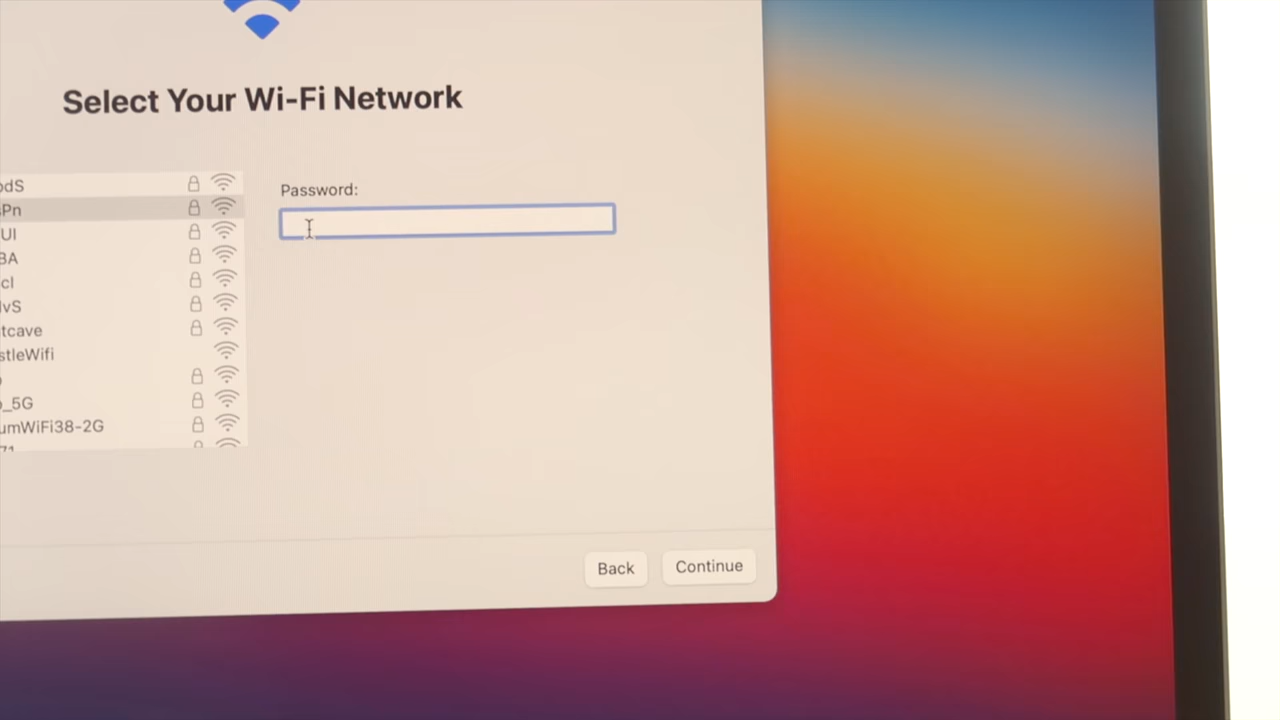 Select Your Wi-Fi Network
Password:
odS
Pn
UI
BA
cl
lvS
tcave
stleWifi
_5G
umWiFi38-2G
Back
Continue